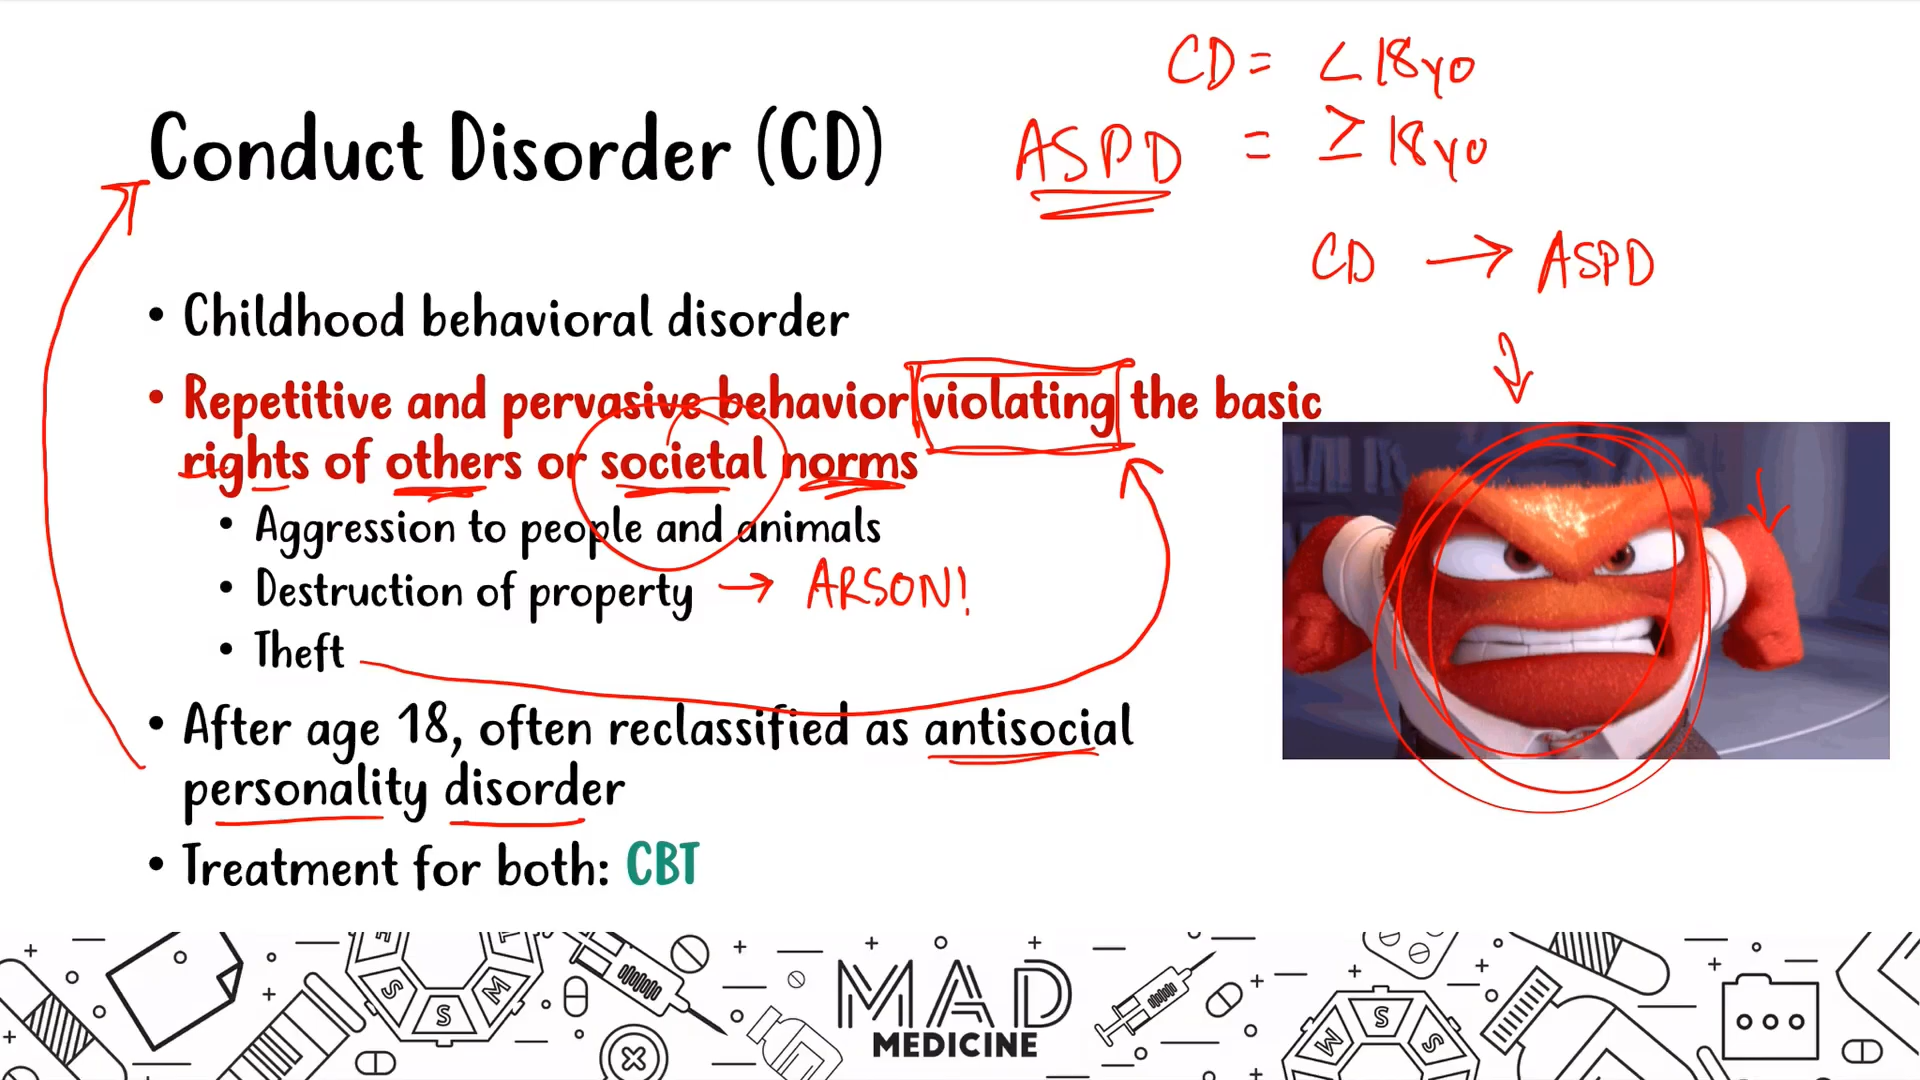 CD = < 18yo
Conduct Disorder (CD)
ASPD = ≥ 18yo
CD → ASPD
• Childhood behavioral disorder
• Repetitive and pervasive behavior violating the basic
rights of others or societal norms
• Aggression to people and animals
• Destruction of property → ARSON!
• Theft
• After age 18, often reclassified as antisocial
personality disorder
• Treatment for both: CBT
S S M
MAD
MEDICINE
M S S